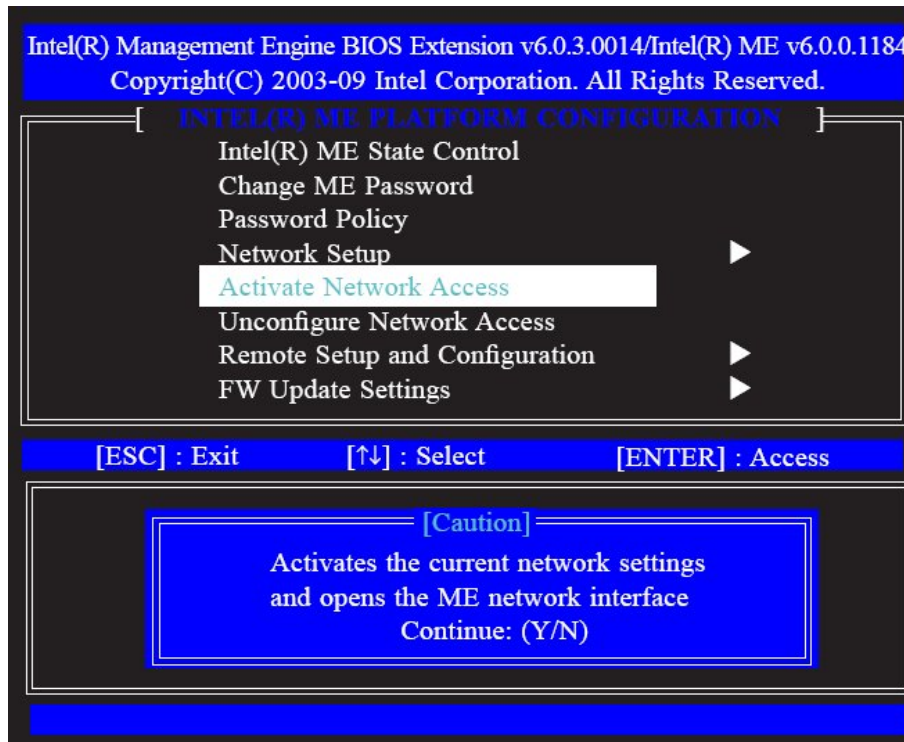 Intel(R) Management Engine BIOS Extension v6.0.3.0014/Intel(R) ME v6.0.0.1184
Copyright(C) 2003-09 Intel Corporation. All Rights Reserved.
[ INTEL(R) ME PLATFORM CONFIGURATION ]
Intel(R) ME State Control
Change ME Password
Password Policy
Network Setup ►
Activate Network Access
Unconfigure Network Access
Remote Setup and Configuration ►
FW Update Settings ►
[ESC] : Exit [↑↓] : Select [ENTER] : Access
[Caution]
Activates the current network settings
and opens the ME network interface
Continue: (Y/N)